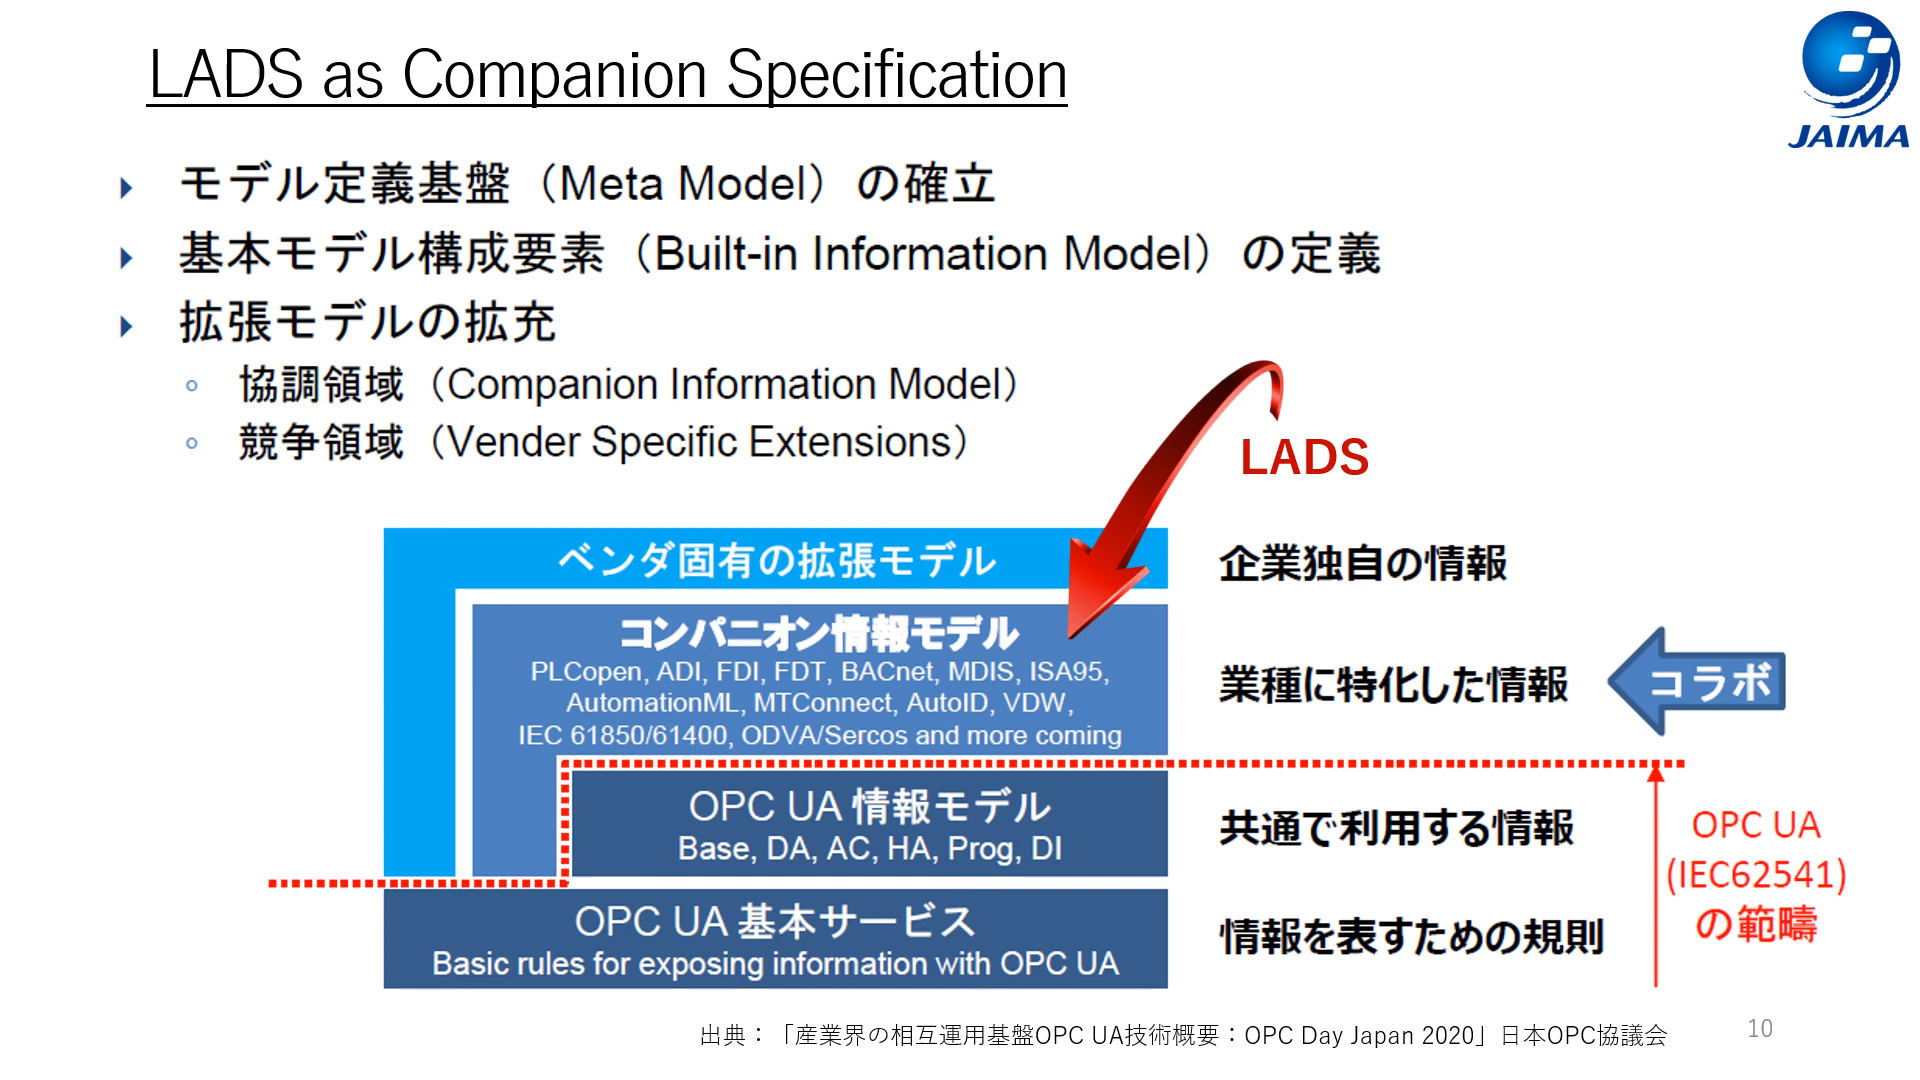 LADS as Companion Specification
JAIMA
モデル定義基盤（Meta Model）の確立
基本モデル構成要素（Built-in Information Model）の定義
拡張モデルの拡充
協調領域（Companion Information Model）
競争領域（Vender Specific Extensions）
LADS
ベンダ固有の拡張モデル
企業独自の情報
コンパニオン情報モデル
PLCopen, ADI, FDI, FDT, BACnet, MDIS, ISA95,
AutomationML, MTConnect, AutoID, VDW,
IEC 61850/61400, ODVA/Sercos and more coming
業種に特化した情報
コラボ
OPC UA 情報モデル
Base, DA, AC, HA, Prog, DI
共通で利用する情報
OPC UA
(IEC62541)
の範疇
OPC UA 基本サービス
Basic rules for exposing information with OPC UA
情報を表すための規則
出典：「産業界の相互運用基盤OPC UA技術概要：OPC Day Japan 2020」日本OPC協議会
10